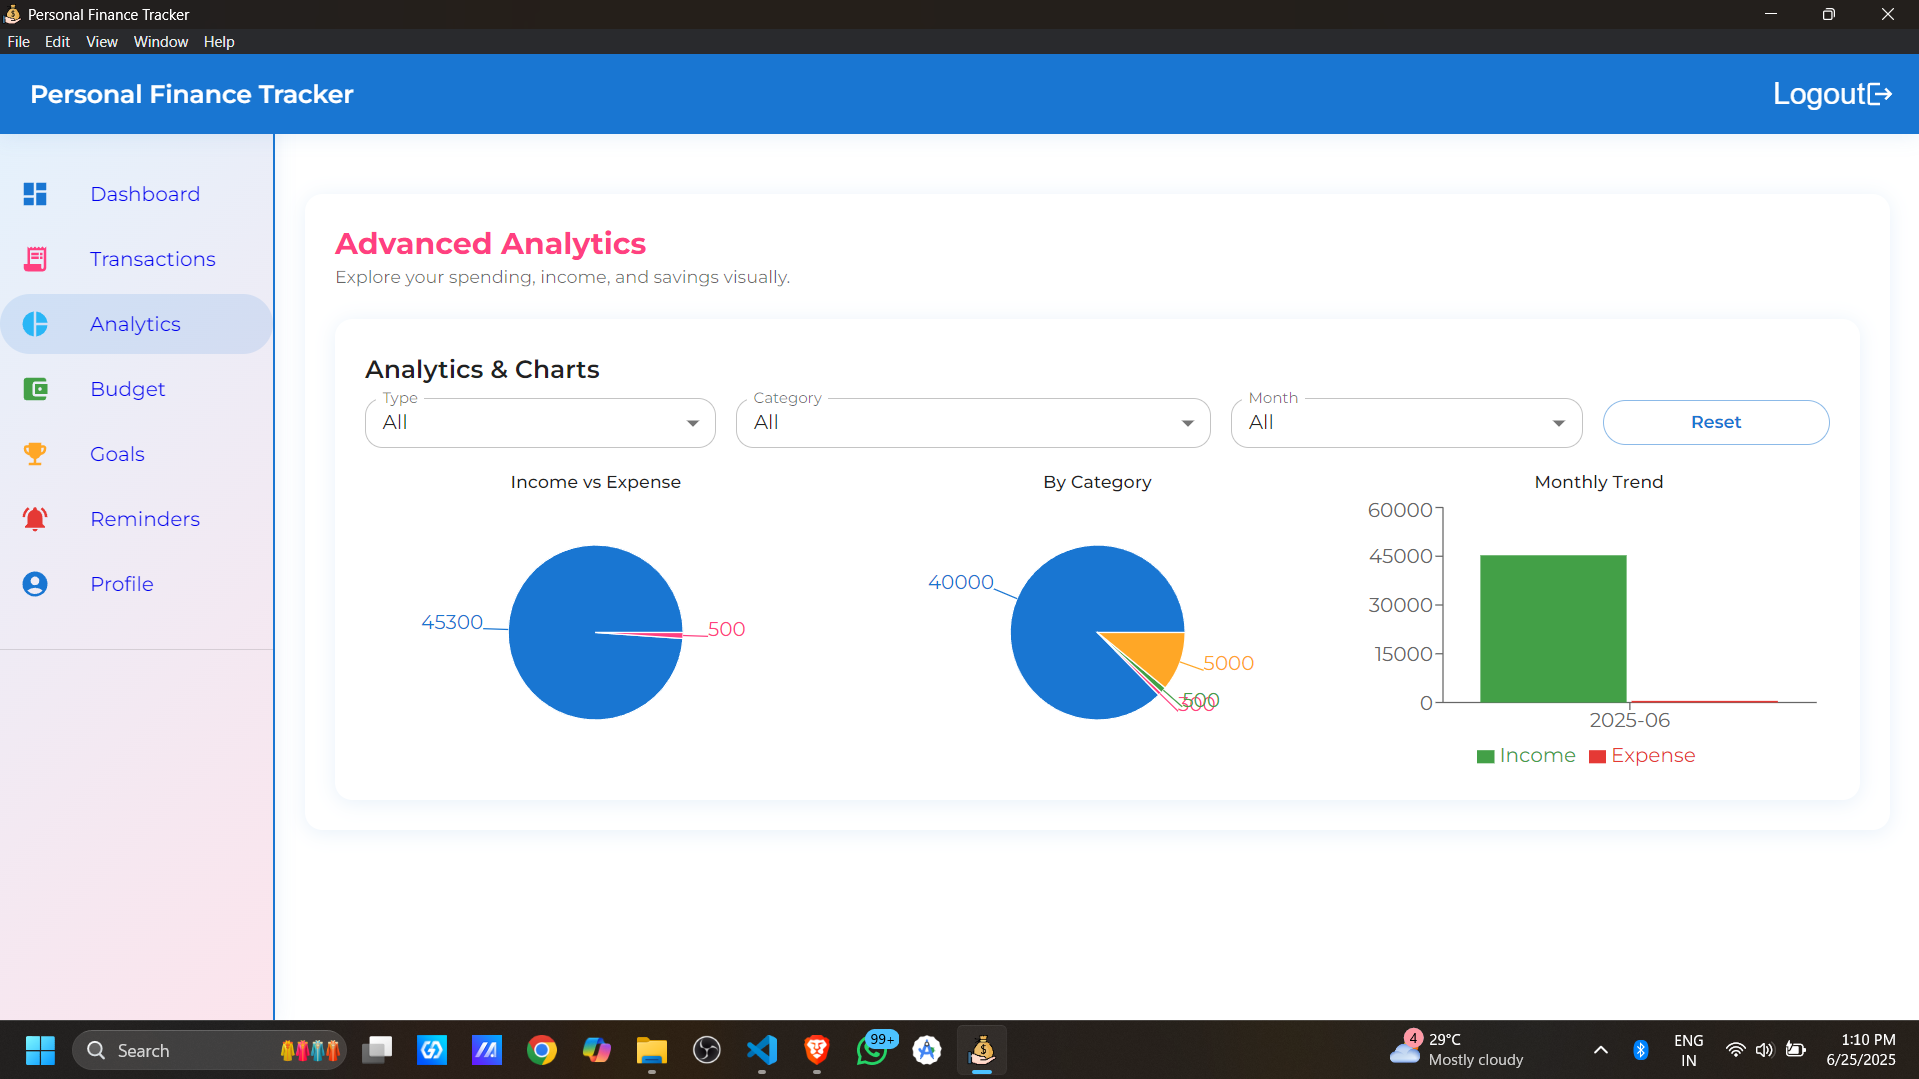 Personal Finance Tracker
File Edit View Window Help
Personal Finance Tracker
Logout
Dashboard
Transactions
Analytics
Budget
Goals
Reminders
Profile
Advanced Analytics
Explore your spending, income, and savings visually.
Analytics & Charts
Type
All
Category
All
Month
All
Reset
Income vs Expense
45300
500
By Category
40000
5000
500
300
Monthly Trend
60000
45000
30000
15000
0
2025-06
Income Expense
Search
99+
4
29°C
Mostly cloudy
ENG
IN
1:10 PM
6/25/2025